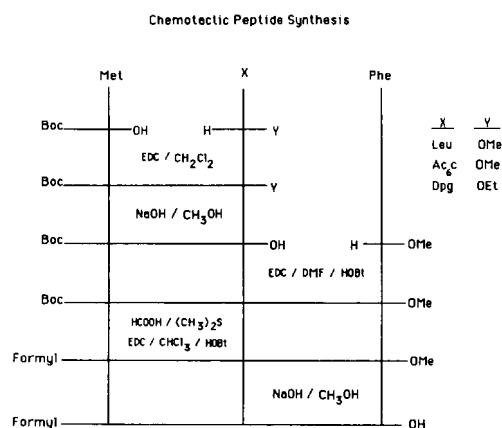 Chemotactic Peptide Synthesis
Met X Phe
Boc OH H Y
X Y
Leu OMe
EDC / CH₂Cl₂
Ac₆c OMe
Boc Y
Dpg OEt
NaOH / CH₃OH
Boc OH H OMe
EDC / DMF / HOBt
Boc OMe
HCOOH / (CH₃)₂S
EDC / CHCl₃ / HOBt
Formyl OMe
NaOH / CH₃OH
Formyl OH